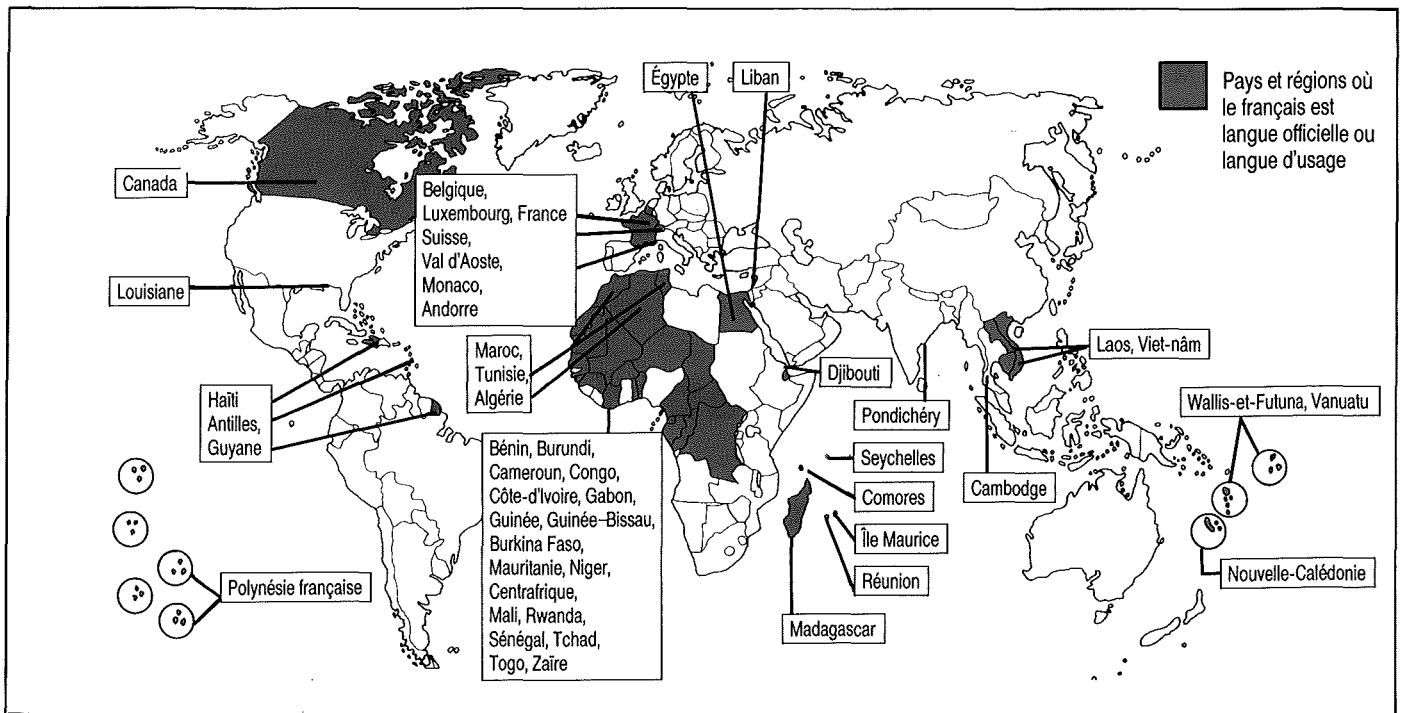 Égypte
Liban
Pays et régions où
le français est
langue officielle ou
langue d'usage
Canada
Belgique,
Luxembourg, France
Suisse,
Val d'Aoste,
Monaco,
Andorre
Louisiane
Maroc,
Tunisie,
Algérie
Haïti
Antilles,
Guyane
Djibouti
Laos, Viet-nâm
Pondichéry
Wallis-et-Futuna, Vanuatu
Bénin, Burundi,
Cameroun, Congo,
Côte-d'Ivoire, Gabon,
Guinée, Guinée–Bissau,
Burkina Faso,
Mauritanie, Niger,
Centrafrique,
Mali, Rwanda,
Sénégal, Tchad,
Togo, Zaïre
Seychelles
Cambodge
Comores
Île Maurice
Réunion
Nouvelle-Calédonie
Polynésie française
Madagascar